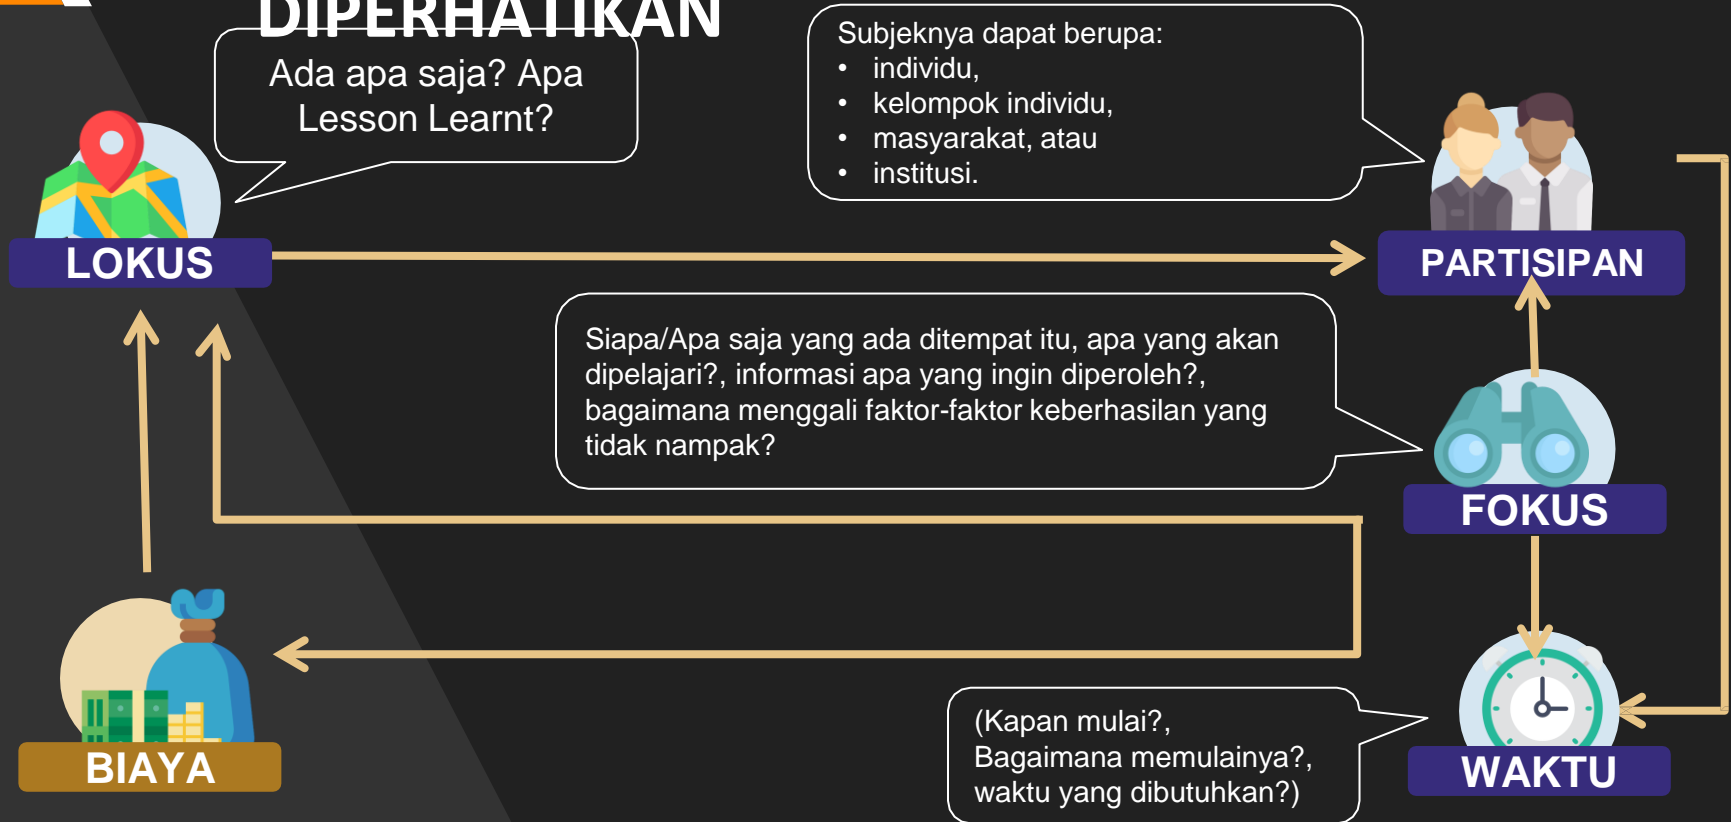 DIPERHATIKAN
Ada apa saja? Apa
Lesson Learnt?
Subjeknya dapat berupa:
• individu,
• kelompok individu,
• masyarakat, atau
• institusi.
LOKUS
PARTISIPAN
Siapa/Apa saja yang ada ditempat itu, apa yang akan
dipelajari?, informasi apa yang ingin diperoleh?,
bagaimana menggali faktor-faktor keberhasilan yang
tidak nampak?
FOKUS
(Kapan mulai?,
Bagaimana memulainya?,
waktu yang dibutuhkan?)
BIAYA
WAKTU